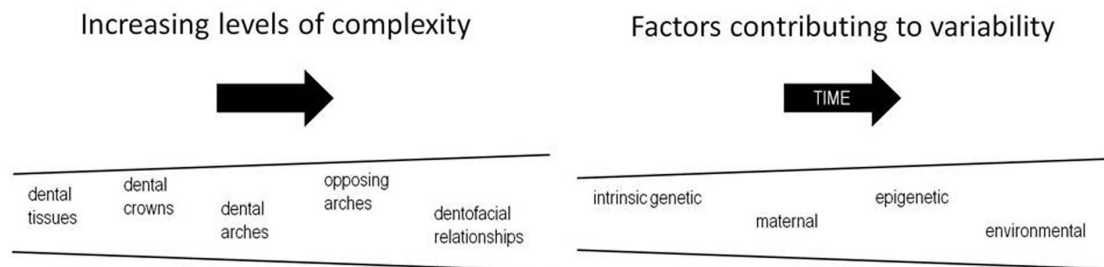 Increasing levels of complexity
Factors contributing to variability
TIME
dental
tissues
dental
crowns
dental
arches
opposing
arches
dentofacial
relationships
intrinsic genetic
maternal
epigenetic
environmental